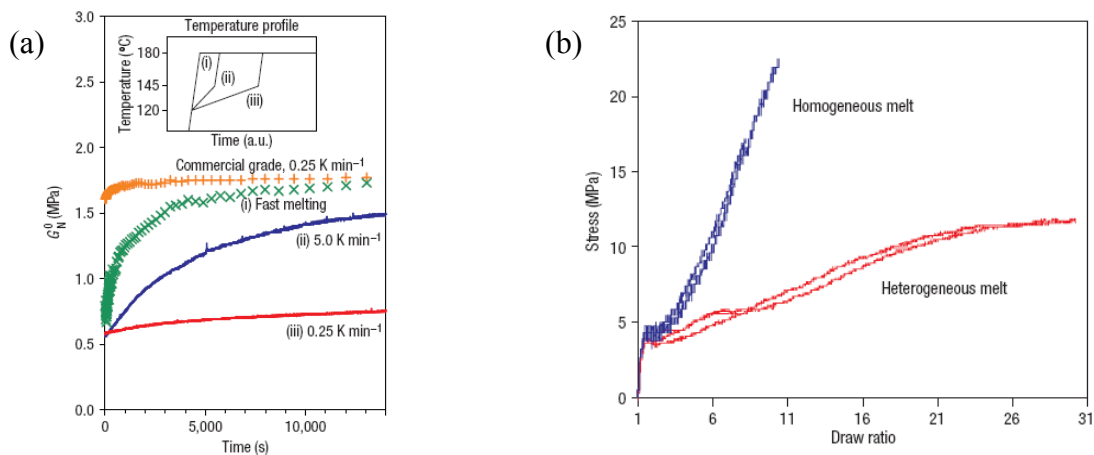 (a)
3.0
2.5
2.0
1.5
1.0
0.5
0.0
G⁰N (MPa)
Temperature profile
Temperature (°C)
180
145
120
(i)
(ii)
(iii)
Time (a.u.)
Commercial grade, 0.25 K min⁻¹
(i) Fast melting
(ii) 5.0 K min⁻¹
(iii) 0.25 K min⁻¹
0
5,000
10,000
Time (s)
(b)
25
20
15
10
5
0
Stress (MPa)
Homogeneous melt
Heterogeneous melt
1
6
11
16
21
26
31
Draw ratio